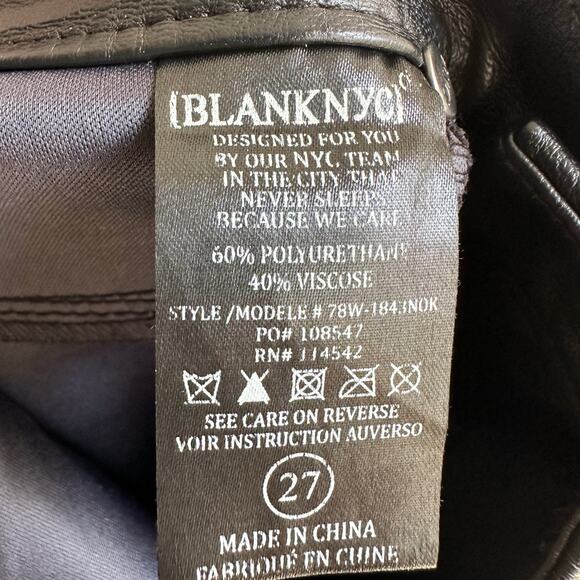 [BLANKNYC]
DESIGNED FOR YOU
BY OUR NYC TEAM
IN THE CITY THAT
NEVER SLEEPS
BECAUSE WE CARE
60% POLYURETHANE
40% VISCOSE
STYLE /MODELE # 78W-1843NOK
PO# 108547
RN# 114542
SEE CARE ON REVERSE
VOIR INSTRUCTION AUVERSO
27
MADE IN CHINA
FABRIQUÉ EN CHINE